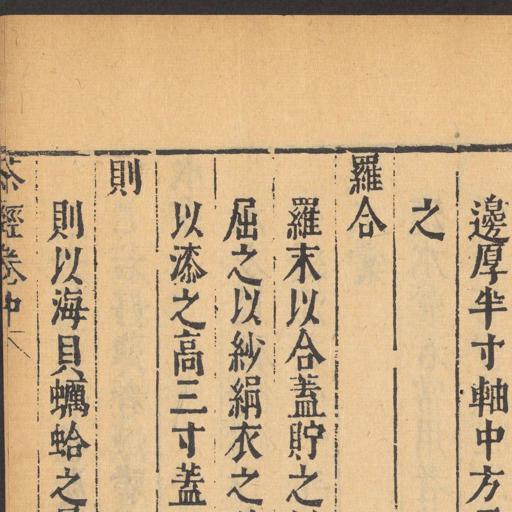 邊厚半寸軸中方
之
羅合
羅末以合蓋貯之
屈之以紗絹衣之
以漆之高三寸蓋
則
則以海貝蠣蛤之
茶經卷中